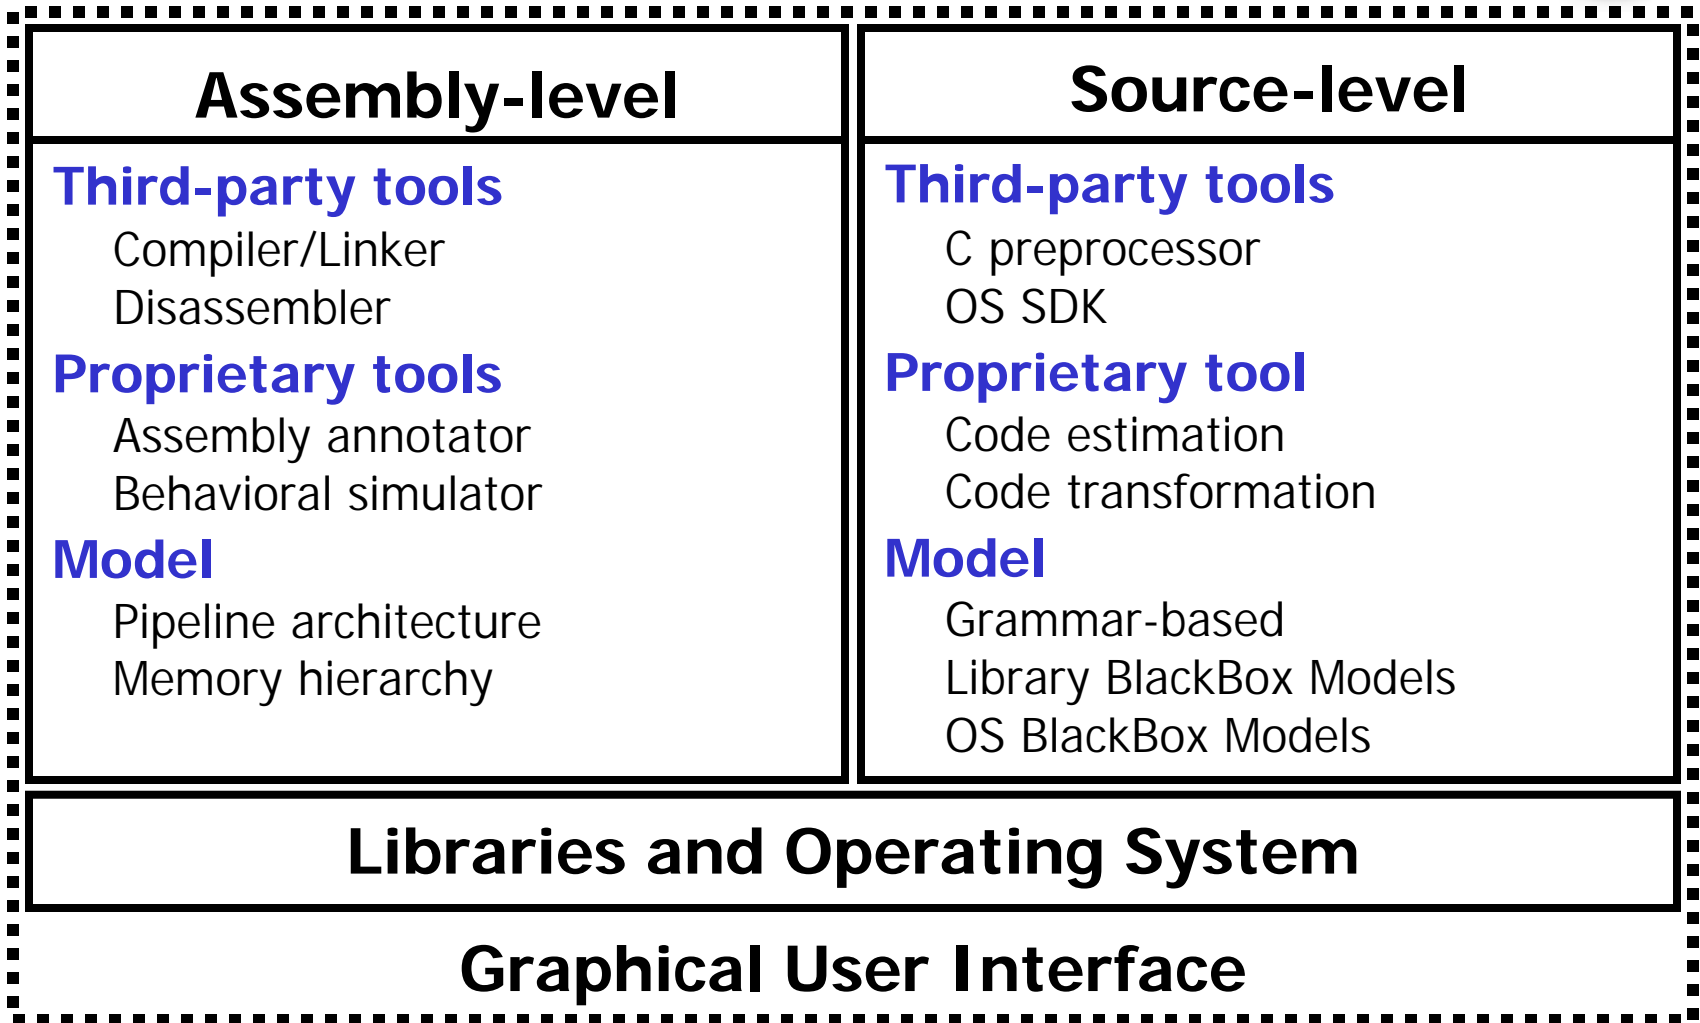 Assembly-level
Third-party tools
Compiler/Linker
Disassembler
Proprietary tools
Assembly annotator
Behavioral simulator
Model
Pipeline architecture
Memory hierarchy
Source-level
Third-party tools
C preprocessor
OS SDK
Proprietary tool
Code estimation
Code transformation
Model
Grammar-based
Library BlackBox Models
OS BlackBox Models
Libraries and Operating System
Graphical User Interface